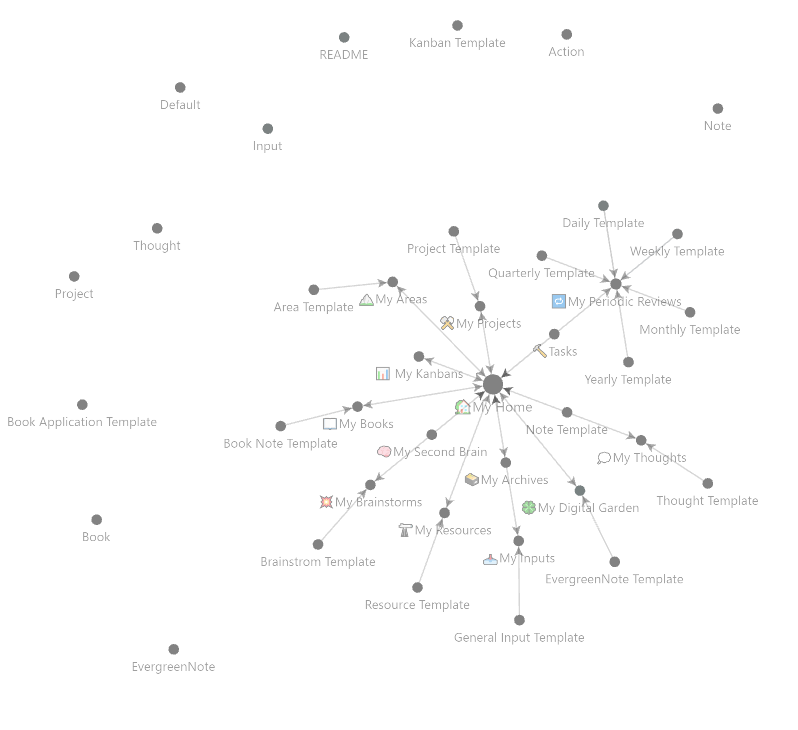 Kanban Template
README
Action
Default
Note
Input
Daily Template
Thought
Project Template
Weekly Template
Quarterly Template
Project
Area Template
My Areas
My Periodic Reviews
My Projects
Monthly Template
Tasks
My Kanbans
Yearly Template
My Home
Book Application Template
My Books
Note Template
Book Note Template
My Second Brain
My Thoughts
My Archives
Thought Template
My Brainstorms
My Digital Garden
My Resources
Book
My Inputs
Brainstrom Template
EvergreenNote Template
Resource Template
General Input Template
EvergreenNote